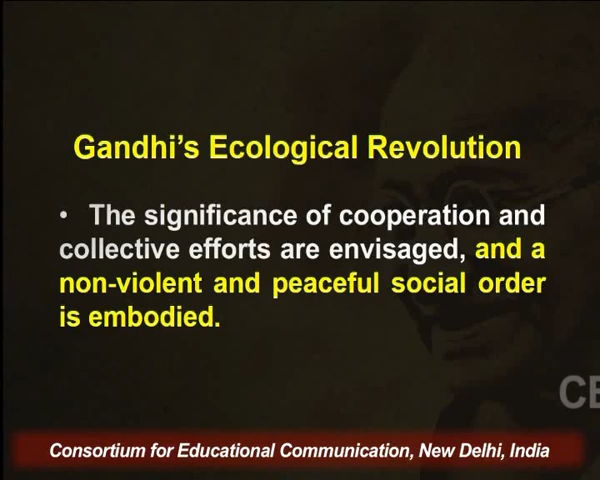 Gandhi's Ecological Revolution
• The significance of cooperation and
collective efforts are envisaged, and a
non-violent and peaceful social order
is embodied.
CE
Consortium for Educational Communication, New Delhi, India